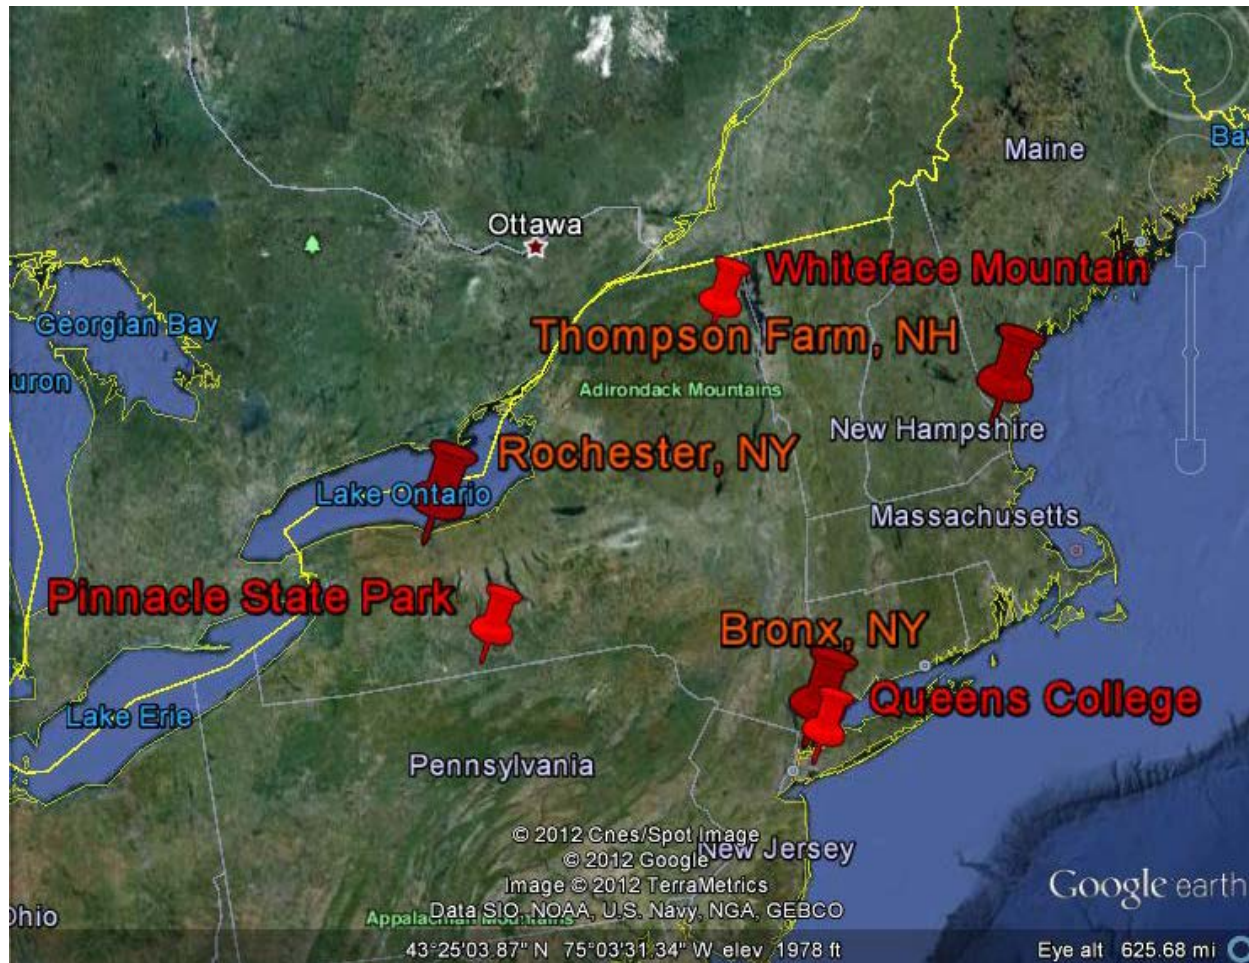 Maine
Ba
Ottawa
Whiteface Mountain
Georgian Bay
Thompson Farm, NH
uron
Adirondack Mountains
New Hampshire
Rochester, NY
Lake Ontario
Massachusetts
Pinnacle State Park
Bronx, NY
Queens College
Lake Erie
Pennsylvania
© 2012 Cnes/Spot Image
New Jersey
© 2012 Google
Image © 2012 TerraMetrics
Google earth
Data SIO, NOAA, U.S. Navy, NGA, GEBCO
Ohio
Appalachian Mountains
43°25'03.87" N 75°03'31.34" W elev 1978 ft
Eye alt 625.68 mi